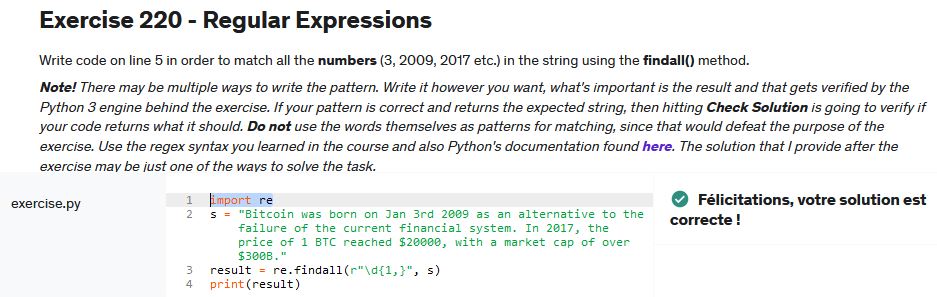 Exercise 220 - Regular Expressions
Write code on line 5 in order to match all the numbers (3, 2009, 2017 etc.) in the string using the findall() method.
Note! There may be multiple ways to write the pattern. Write it however you want, what's important is the result and that gets verified by the
Python 3 engine behind the exercise. If your pattern is correct and returns the expected string, then hitting Check Solution is going to verify if
your code returns what it should. Do not use the words themselves as patterns for matching, since that would defeat the purpose of the
exercise. Use the regex syntax you learned in the course and also Python's documentation found here. The solution that I provide after the
exercise may be just one of the ways to solve the task.
exercise.py
1 import re
2 s = "Bitcoin was born on Jan 3rd 2009 as an alternative to the
failure of the current financial system. In 2017, the
price of 1 BTC reached $20000, with a market cap of over
$300B."
3 result = re.findall(r"\d{1,}", s)
4 print(result)
Félicitations, votre solution est
correcte !